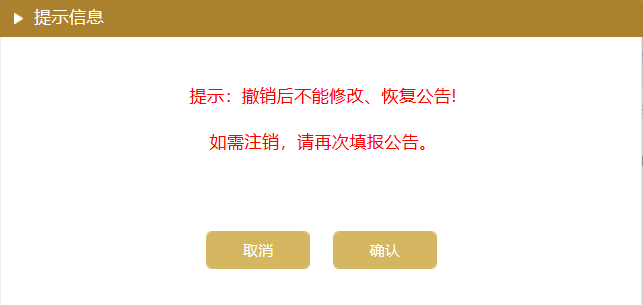 提示信息
提示：撤销后不能修改、恢复公告!
如需注销，请再次填报公告。
取消
确认